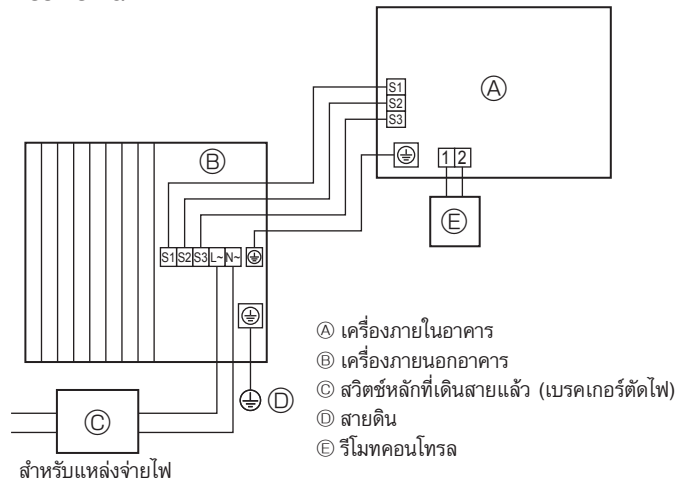 S1
S2
S3
Ⓐ
1 2
Ⓔ
Ⓑ
S1 S2 S3 L~ N~
Ⓐ เครื่องภายในอาคาร
Ⓑ เครื่องภายนอกอาคาร
Ⓒ สวิตช์หลักที่เดินสายแล้ว (เบรคเกอร์ตัดไฟ)
Ⓓ สายดิน
Ⓔ รีโมทคอนโทรล
Ⓓ
Ⓒ
สำหรับแหล่งจ่ายไฟ